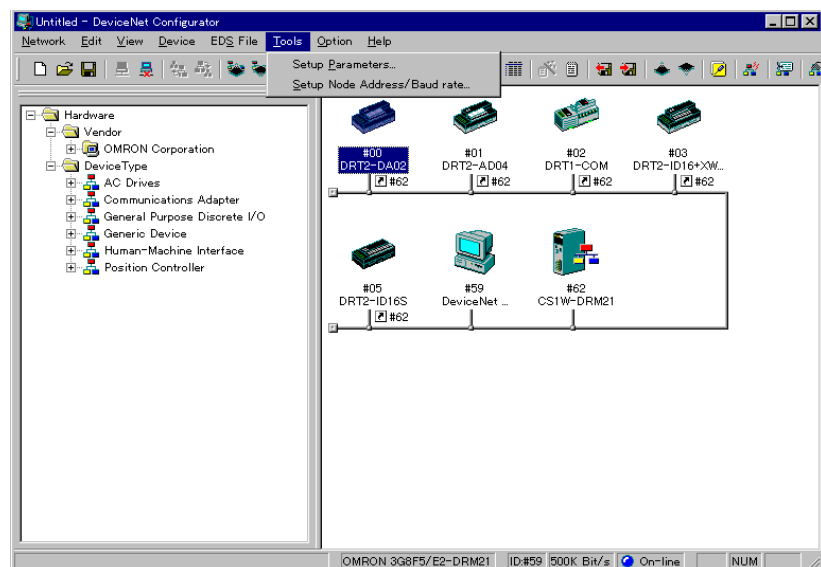 Untitled - DeviceNet Configurator
Network Edit View Device EDS File Tools Option Help
Setup Parameters...
Setup Node Address/Baud rate...
Hardware
Vendor
OMRON Corporation
DeviceType
AC Drives
Communications Adapter
General Purpose Discrete I/O
Generic Device
Human-Machine Interface
Position Controller
#00 #01 #02 #03
DRT2-DA02 DRT2-AD04 DRT1-COM DRT2-ID16+XW...
#62 #62 #62 #62
#05 #59 #62
DRT2-ID16S DeviceNet ... CS1W-DRM21
#62
OMRON 3G8F5/E2-DRM21 ID:#59 500K Bit/s On-line NUM